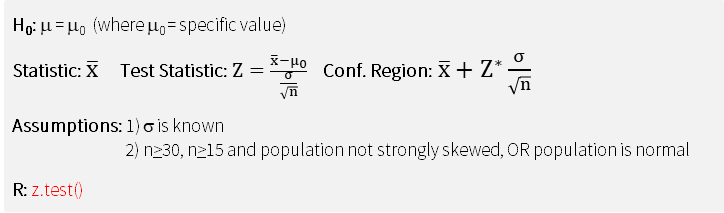 H₀: μ = μ₀ (where μ₀= specific value)
Statistic: x̅ Test Statistic: Z = (x̅−μ₀)/(σ/√n) Conf. Region: x̅ + Z* σ/√n
Assumptions: 1) σ is known
2) n≥30, n≥15 and population not strongly skewed, OR population is normal
R: z.test()